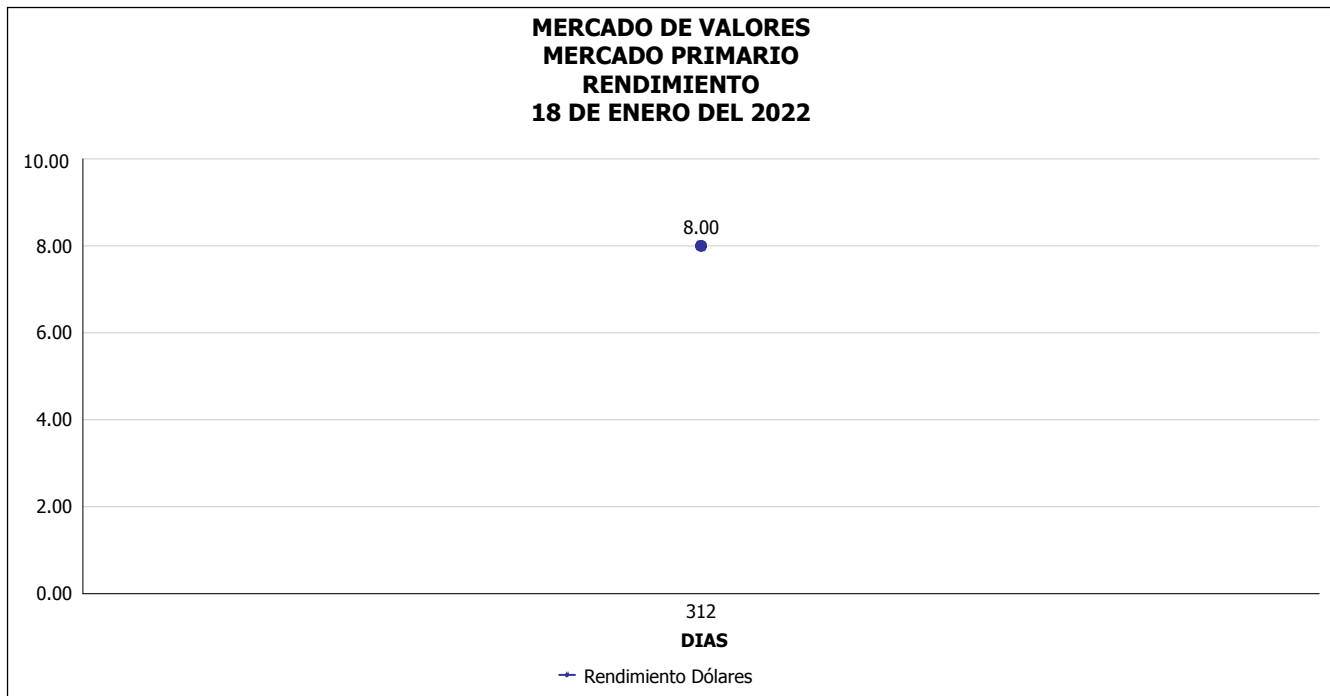 MERCADO DE VALORES
MERCADO PRIMARIO
RENDIMIENTO
18 DE ENERO DEL 2022
10.00
8.00
8.00
6.00
4.00
2.00
0.00
312
DIAS
Rendimiento Dólares